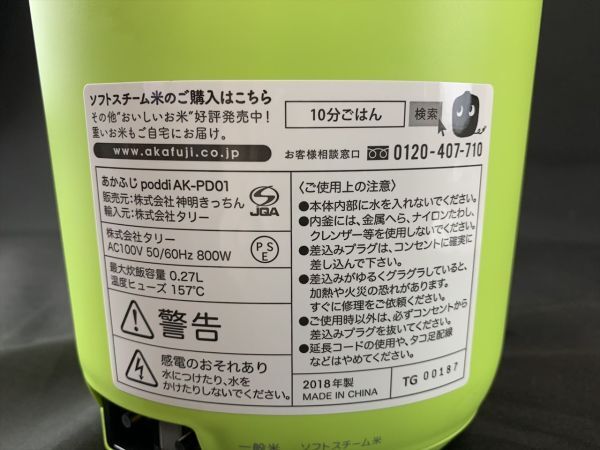 ソフトスチーム米のご購入はこちら
その他"おいしいお米"好評発売中!
重いお米もご自宅にお届。
www.akafuji.co.jp
10分ごはん 検索
お客様相談窓口 0120-407-710
あかふじ poddi AK-PD01
販売元:株式会社 神明きっちん
輸入元:株式会社 タリー
JQA
株式会社タリー
AC100V 50/60Hz 800W
PS
E
最大炊飯容量 0.27L
温度ヒューズ 157℃
警告
感電のおそれあり
水につけたり、水を
かけたりしないでください。
〈ご使用上の注意〉
●本体内部に水を入れないでください。
●内釜には、金属へら、ナイロンたわし、
クレンザー等を使用しないでください。
●差込みプラグは、コンセントに確実に
差し込んで下さい。
●差込みがゆるくグラグラしていると、
加熱や火災の恐れがあります。
すぐに修理をご依頼ください。
●ご使用時以外は、必ずコンセントから
差込みプラグを抜いてください。
●延長コードの使用や、タコ足配線
などはやめてください。
2018年製
MADE IN CHINA
TG 00187
一般米 ソフトスチーム米